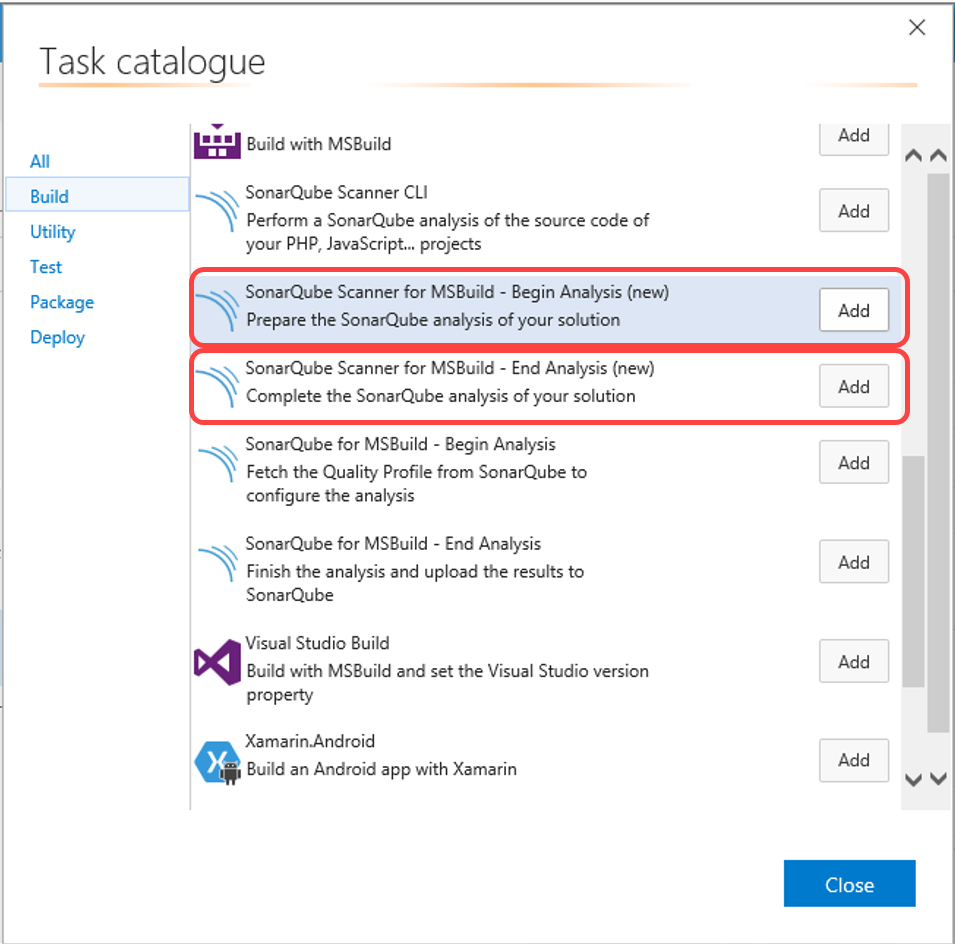 Task catalogue
All
Build
Utility
Test
Package
Deploy
Build with MSBuild
Add
SonarQube Scanner CLI
Perform a SonarQube analysis of the source code of
your PHP, JavaScript... projects
Add
SonarQube Scanner for MSBuild - Begin Analysis (new)
Prepare the SonarQube analysis of your solution
Add
SonarQube Scanner for MSBuild - End Analysis (new)
Complete the SonarQube analysis of your solution
Add
SonarQube for MSBuild - Begin Analysis
Fetch the Quality Profile from SonarQube to
configure the analysis
Add
SonarQube for MSBuild - End Analysis
Finish the analysis and upload the results to
SonarQube
Add
Visual Studio Build
Build with MSBuild and set the Visual Studio version
property
Add
Xamarin.Android
Build an Android app with Xamarin
Add
Close